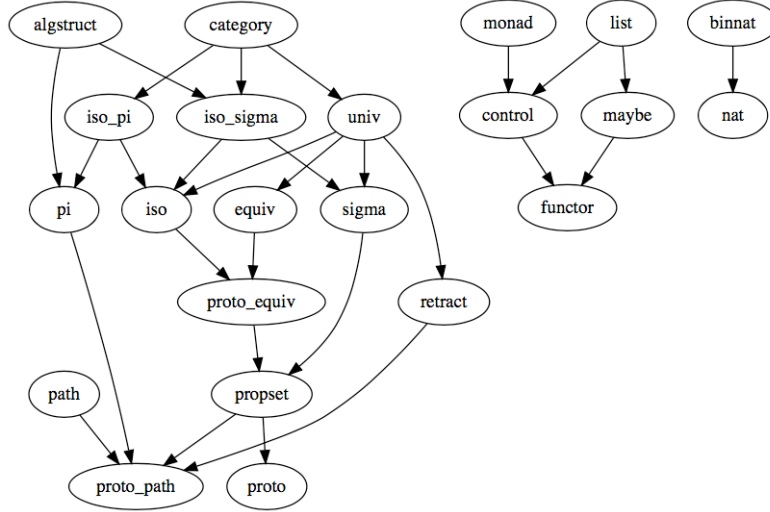 algstruct
category
monad
list
binnat
iso_pi
iso_sigma
univ
control
maybe
nat
pi
iso
equiv
sigma
functor
proto_equiv
retract
path
propset
proto_path
proto